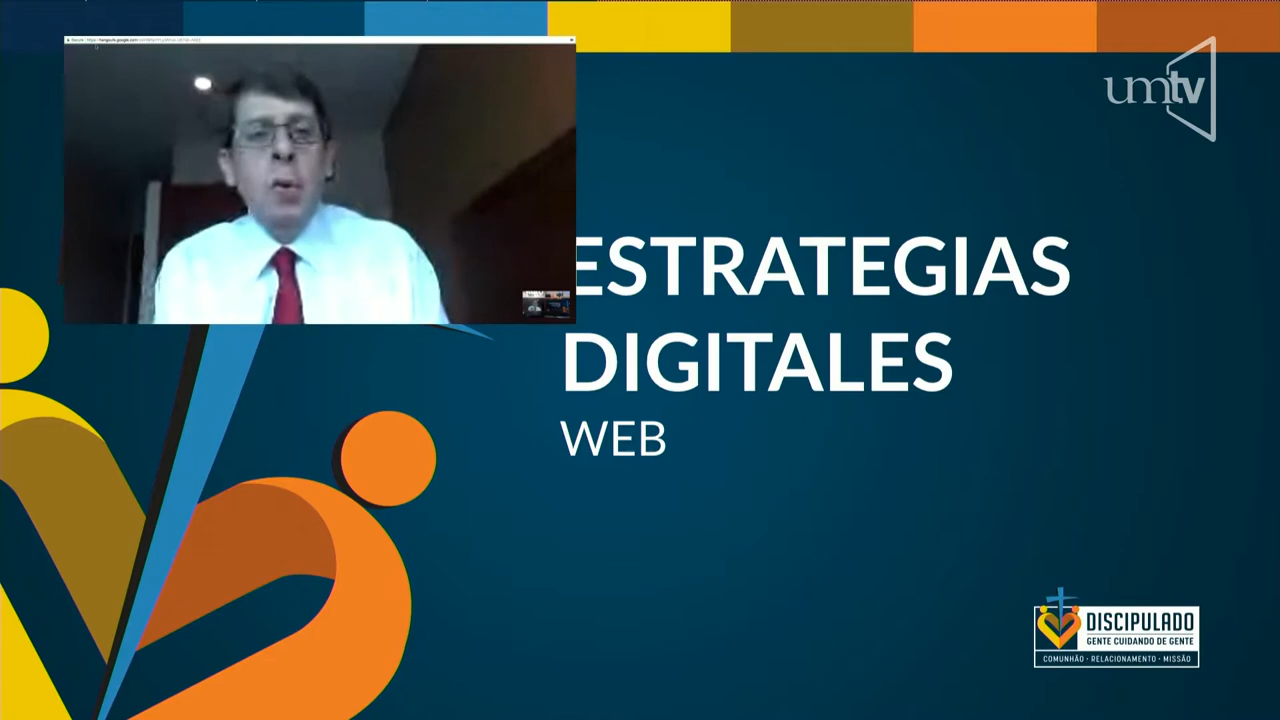 umtv
ESTRATEGIAS
DIGITALES
WEB
DISCIPULADO
GENTE CUIDANDO DE GENTE
COMUNHÃO · RELACIONAMENTO · MISSÃO